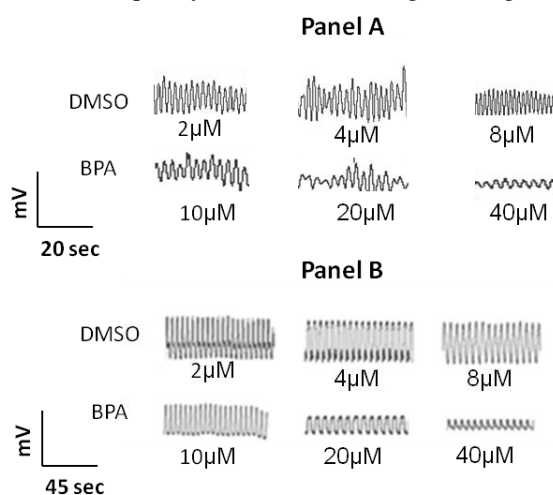 Panel A
DMSO
2µM 4µM 8µM
BPA
mV
10µM 20µM 40µM
20 sec
Panel B
DMSO
2µM 4µM 8µM
BPA
mV
10µM 20µM 40µM
45 sec